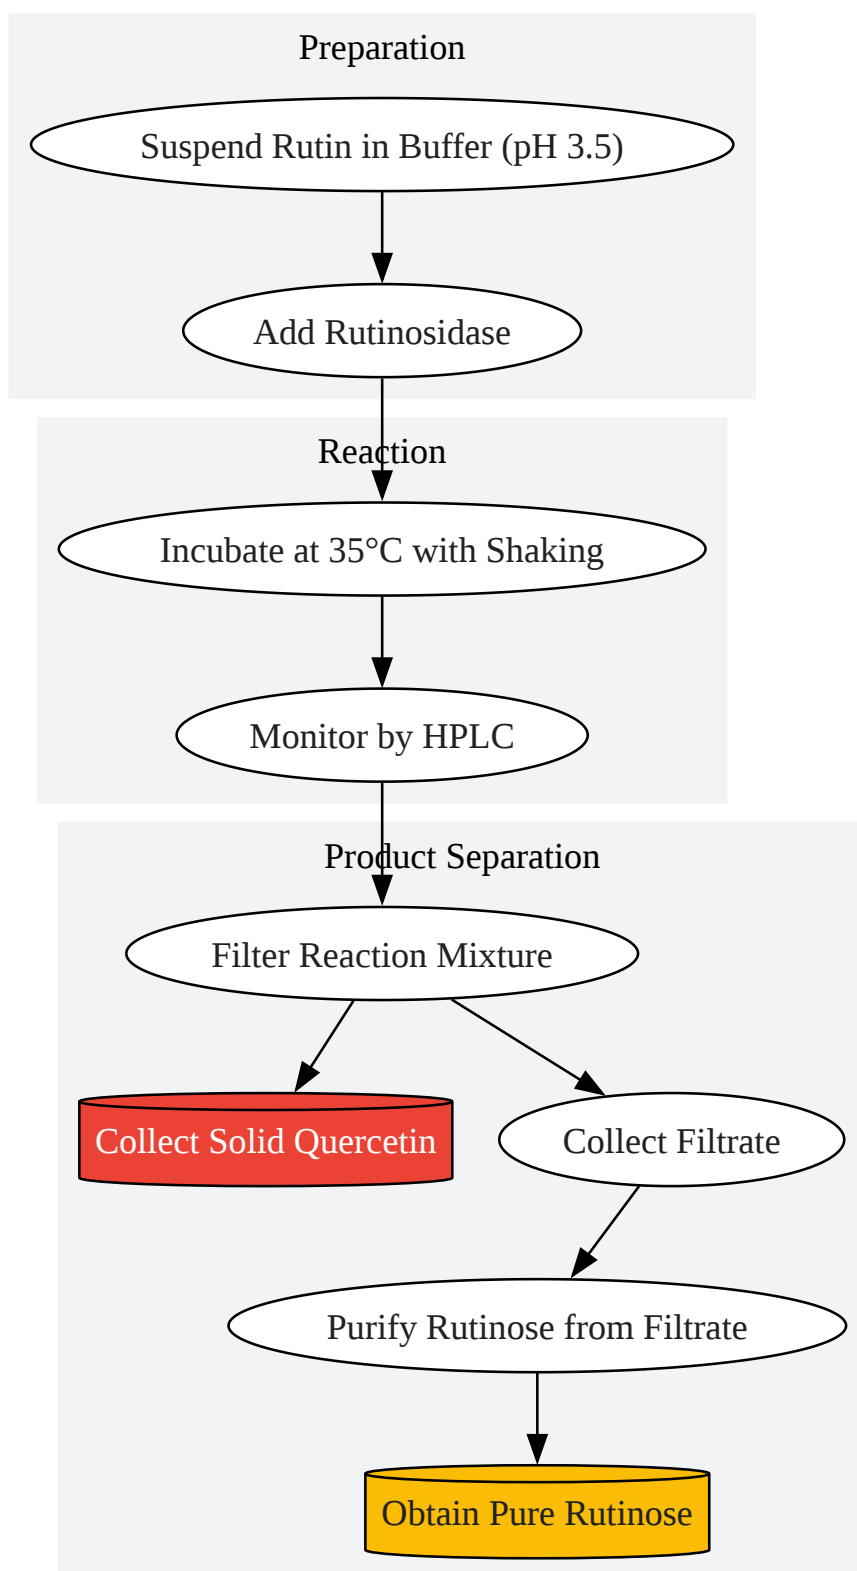 Preparation
Suspend Rutin in Buffer (pH 3.5)
Add Rutinosidase
Reaction
Incubate at 35°C with Shaking
Monitor by HPLC
Product Separation
Filter Reaction Mixture
Collect Solid Quercetin
Collect Filtrate
Purify Rutinose from Filtrate
Obtain Pure Rutinose